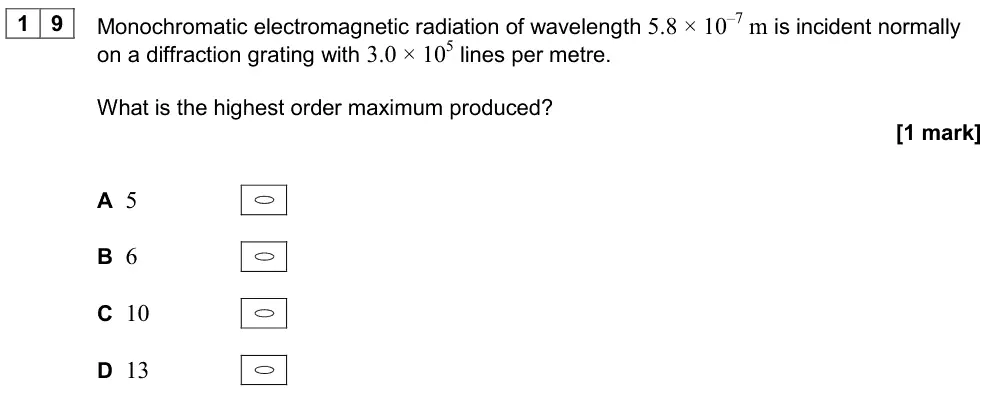 1 9 Monochromatic electromagnetic radiation of wavelength 5.8 × 10⁻⁷ m is incident normally
on a diffraction grating with 3.0 × 10⁵ lines per metre.
What is the highest order maximum produced?
[1 mark]
A 5
B 6
C 10
D 13